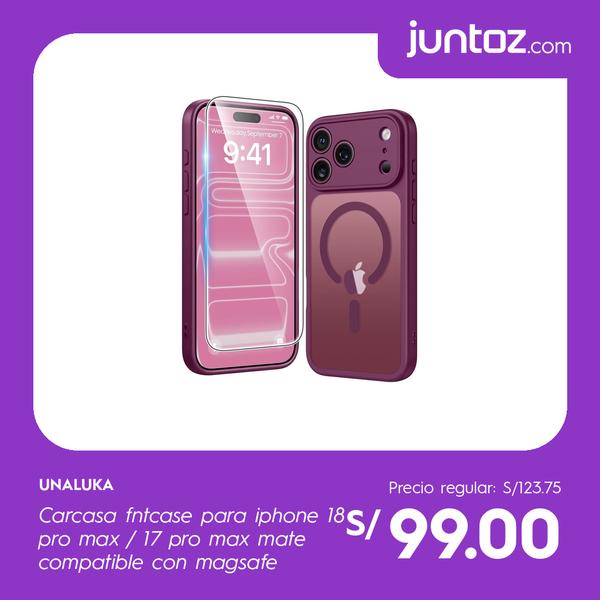 juntoz.com
Wednesday, September 7
9:41
UNALUKA
Precio regular: S/123.75
Carcasa fntcase para iphone 18
pro max / 17 pro max mate
compatible con magsafe
S/ 99.00